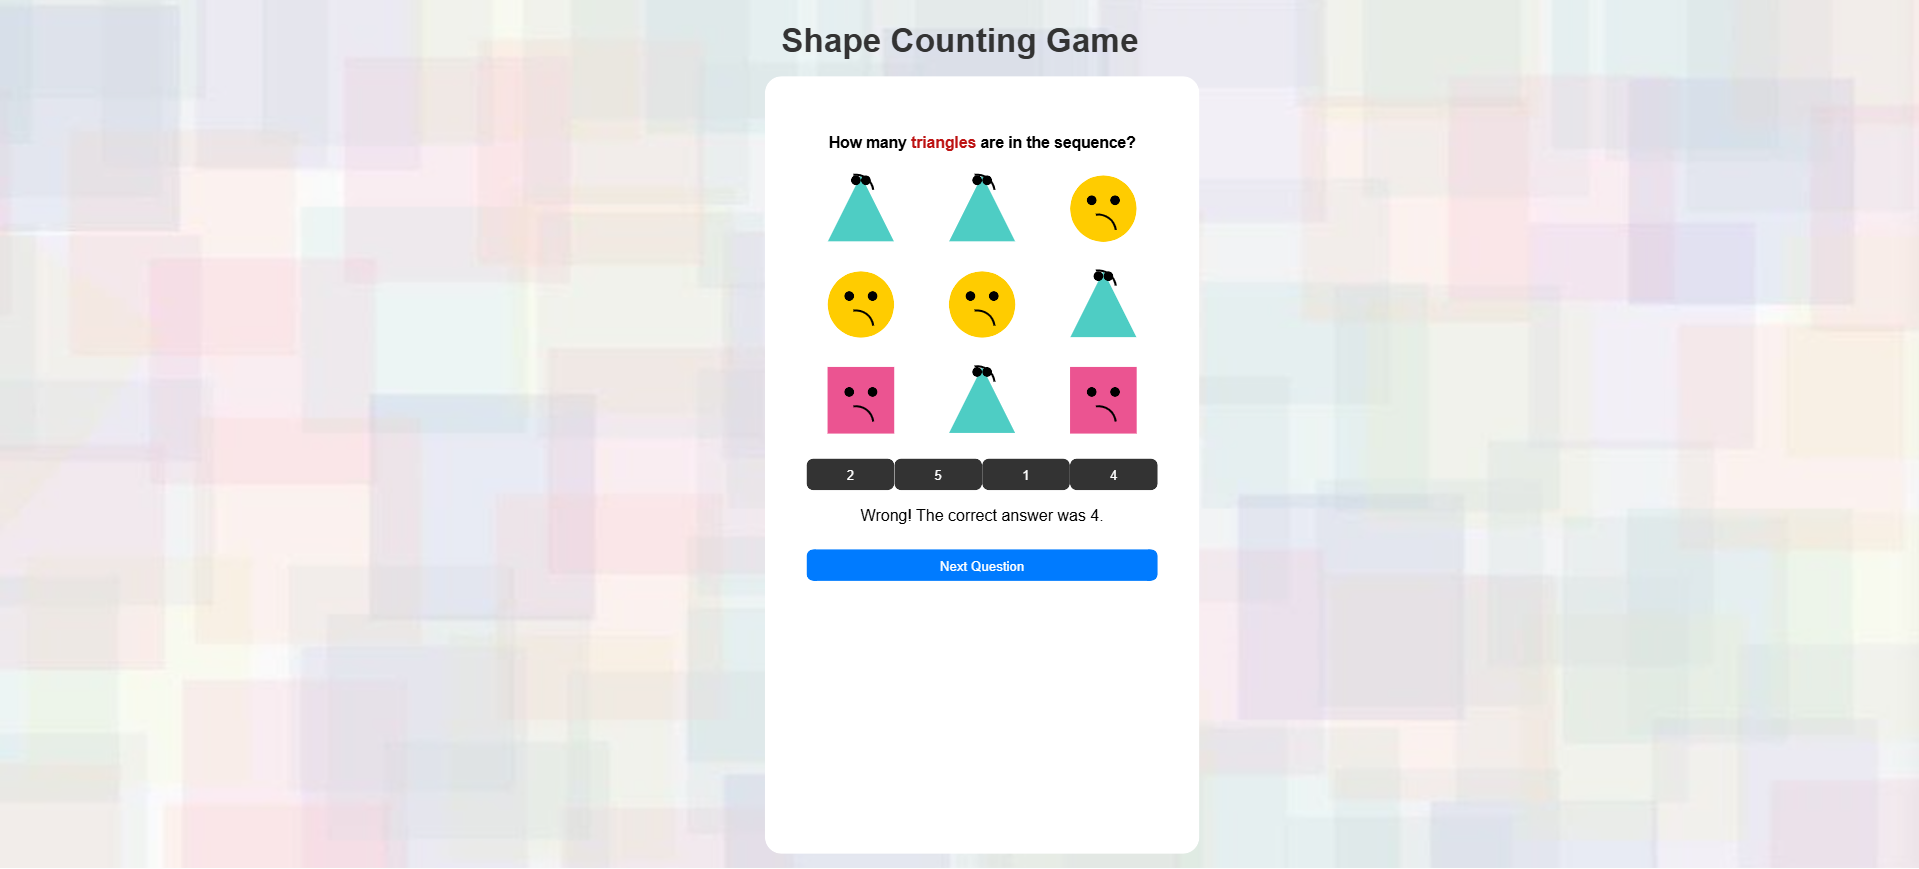 Shape Counting Game
How many triangles are in the sequence?
2 5 1 4
Wrong! The correct answer was 4.
Next Question